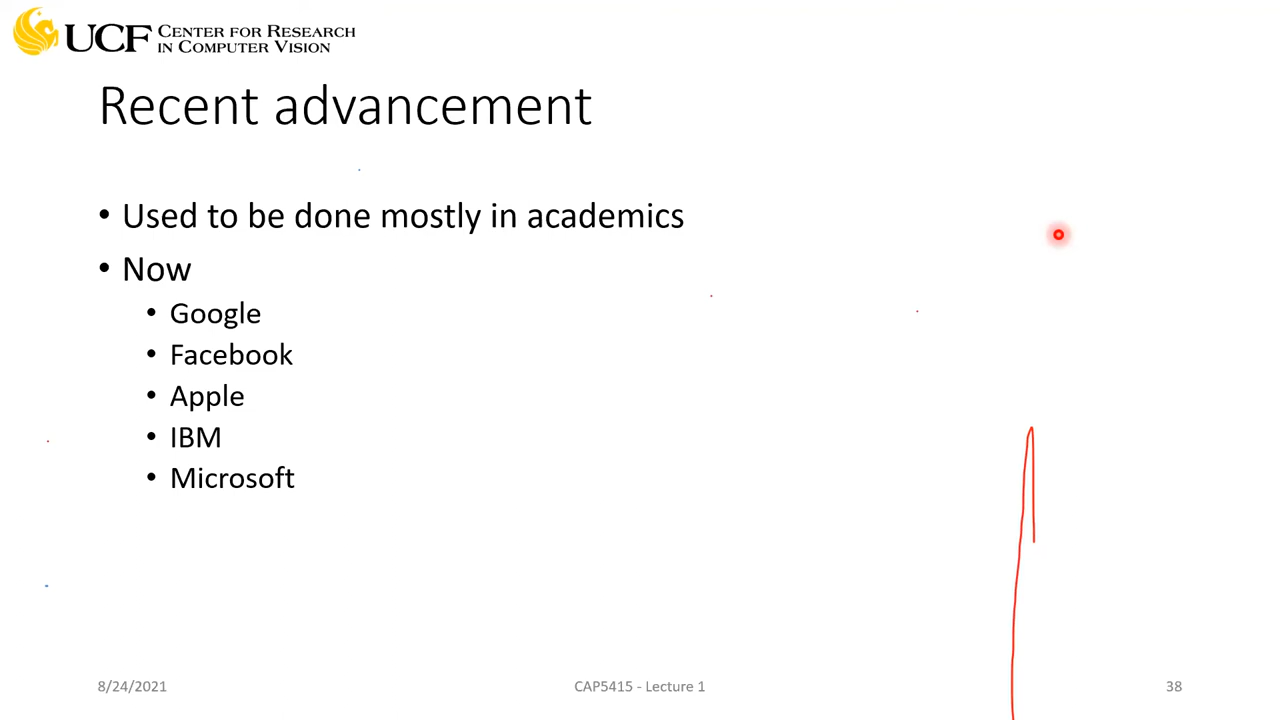 UCF CENTER FOR RESEARCH
IN COMPUTER VISION
Recent advancement
• Used to be done mostly in academics
• Now
• Google
• Facebook
• Apple
• IBM
• Microsoft
8/24/2021 CAP5415 - Lecture 1 38